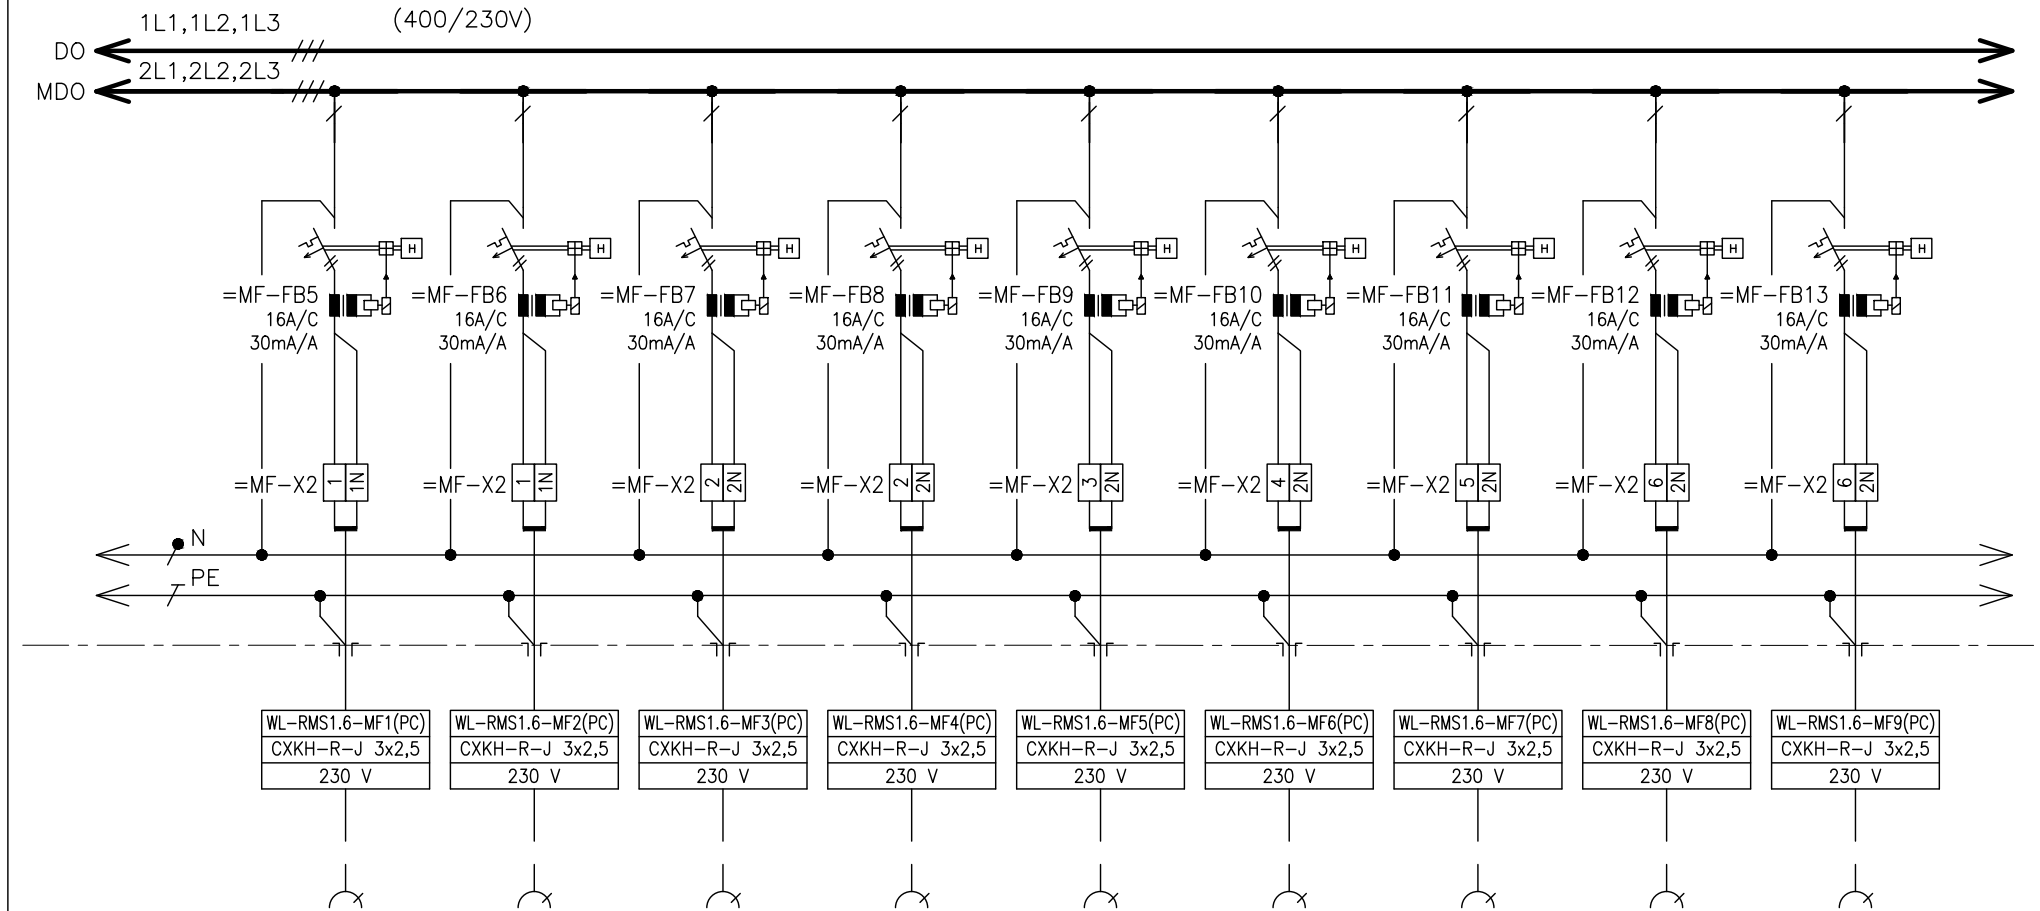 1L1,1L2,1L3 (400/230V)
DO
2L1,2L2,2L3
MDO
H H H H H H H H H
=MF-FB5 =MF-FB6 =MF-FB7 =MF-FB8 =MF-FB9 =MF-FB10 =MF-FB11 =MF-FB12 =MF-FB13
16A/C 16A/C 16A/C 16A/C 16A/C 16A/C 16A/C 16A/C 16A/C
30mA/A 30mA/A 30mA/A 30mA/A 30mA/A 30mA/A 30mA/A 30mA/A 30mA/A
=MF-X2 1 1N =MF-X2 1 1N =MF-X2 2 2N =MF-X2 2 2N =MF-X2 3 2N =MF-X2 4 2N =MF-X2 5 2N =MF-X2 6 2N =MF-X2 6 2N
N
PE
WL-RMS1.6-MF1(PC) WL-RMS1.6-MF2(PC) WL-RMS1.6-MF3(PC) WL-RMS1.6-MF4(PC) WL-RMS1.6-MF5(PC) WL-RMS1.6-MF6(PC) WL-RMS1.6-MF7(PC) WL-RMS1.6-MF8(PC) WL-RMS1.6-MF9(PC)
CXKH-R-J 3x2,5 CXKH-R-J 3x2,5 CXKH-R-J 3x2,5 CXKH-R-J 3x2,5 CXKH-R-J 3x2,5 CXKH-R-J 3x2,5 CXKH-R-J 3x2,5 CXKH-R-J 3x2,5 CXKH-R-J 3x2,5
230 V 230 V 230 V 230 V 230 V 230 V 230 V 230 V 230 V